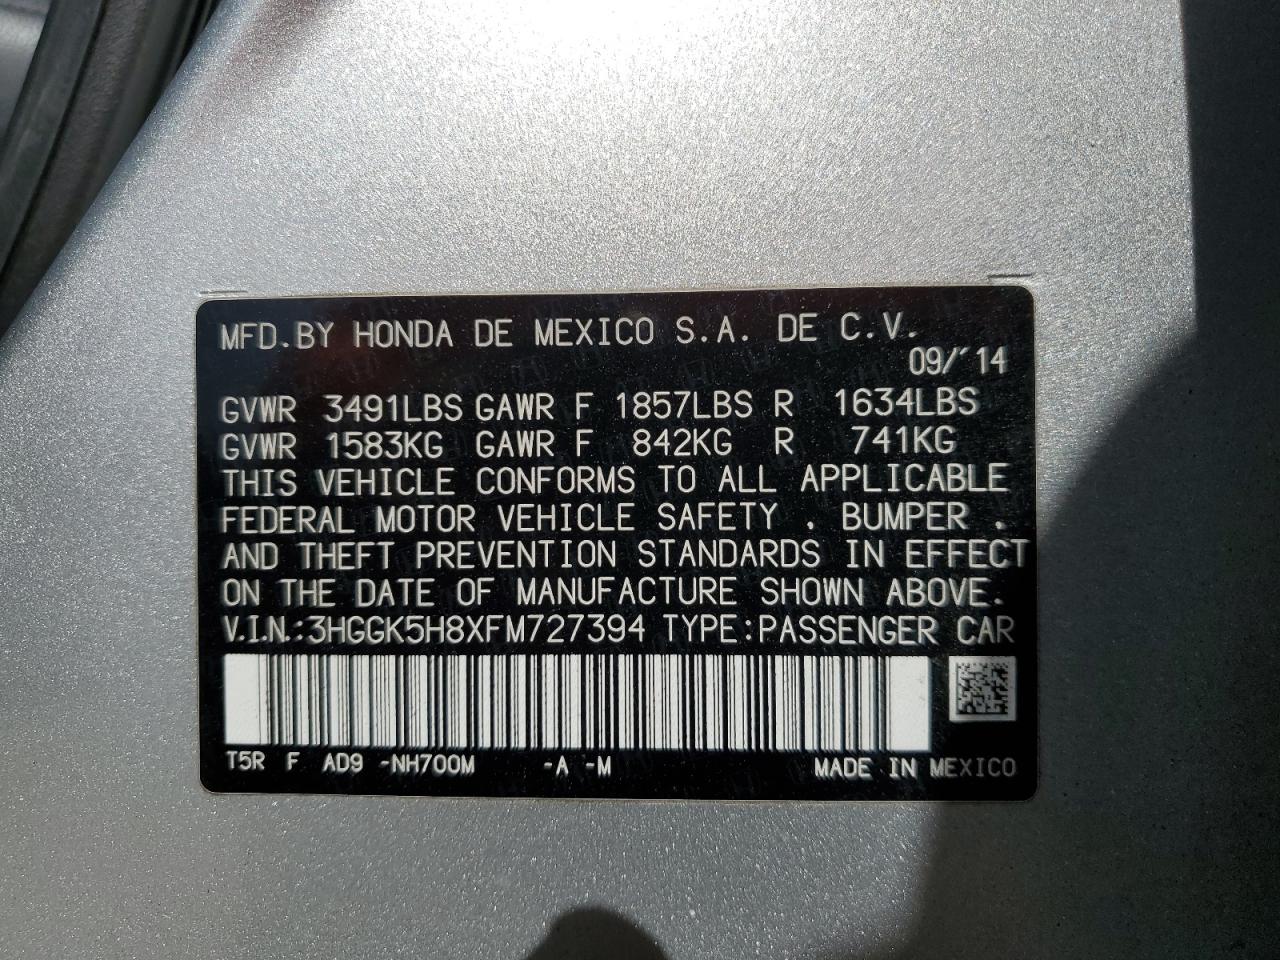 MFD.BY HONDA DE MEXICO S.A. DE C.V.
09/´14
GVWR 3491LBS GAWR F 1857LBS R 1634LBS
GVWR 1583KG GAWR F 842KG R 741KG
THIS VEHICLE CONFORMS TO ALL APPLICABLE
FEDERAL MOTOR VEHICLE SAFETY , BUMPER ,
AND THEFT PREVENTION STANDARDS IN EFFECT
ON THE DATE OF MANUFACTURE SHOWN ABOVE.
V.I.N.:3HGGK5H8XFM727394 TYPE:PASSENGER CAR
T5R F AD9 -NH700M -A -M MADE IN MEXICO